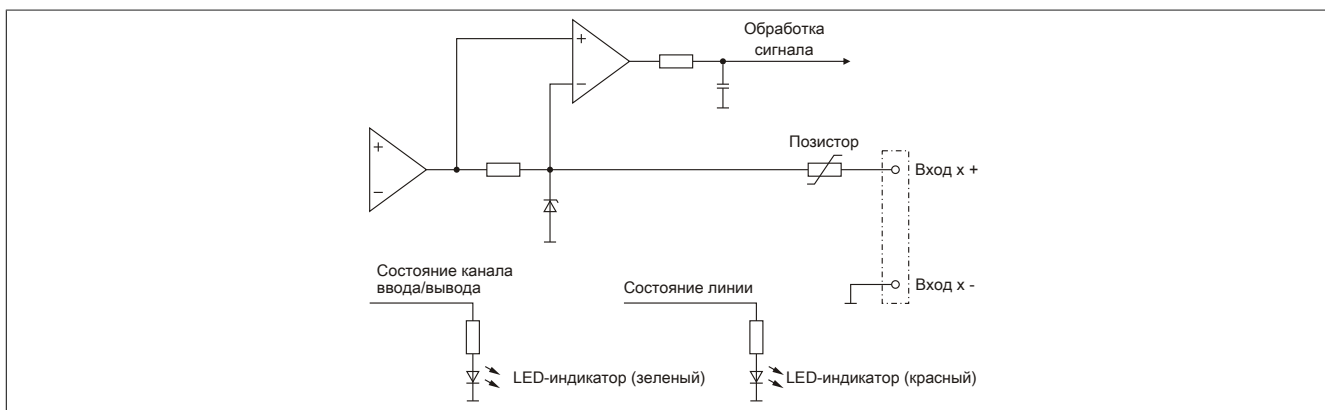 Обработка
сигнала
+
−
+
−
Позистор
Вход x +
Вход x -
Состояние канала
ввода/вывода
Состояние линии
LED-индикатор (зеленый)
LED-индикатор (красный)